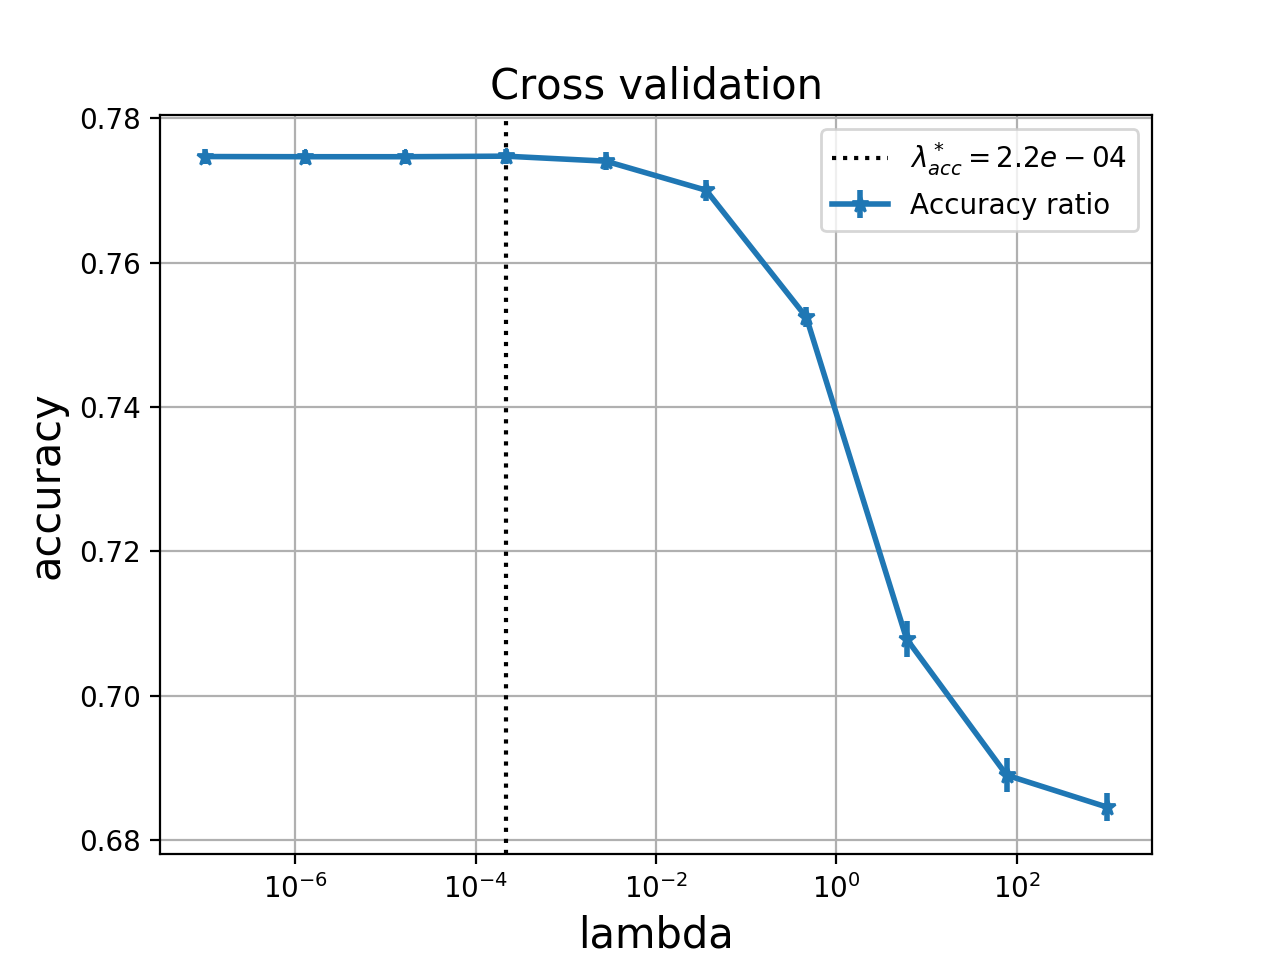 Cross validation
0.78
0.76
0.74
0.72
0.70
0.68
accuracy
λ*acc = 2.2e − 04
Accuracy ratio
10⁻⁶ 10⁻⁴ 10⁻² 10⁰ 10²
lambda